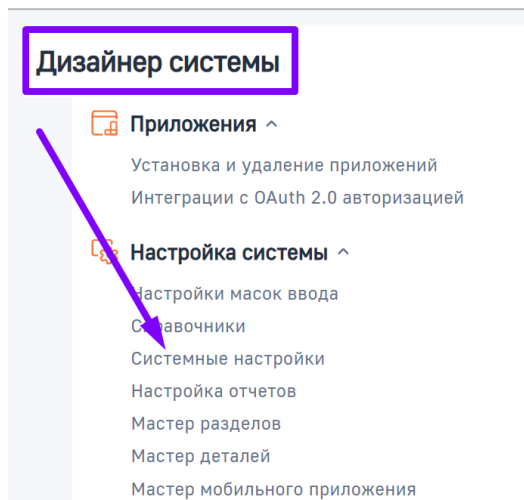 Дизайнер системы
Приложения
Установка и удаление приложений
Интеграции с OAuth 2.0 авторизацией
Настройка системы
Настройки масок ввода
Справочники
Системные настройки
Настройка отчетов
Мастер разделов
Мастер деталей
Мастер мобильного приложения